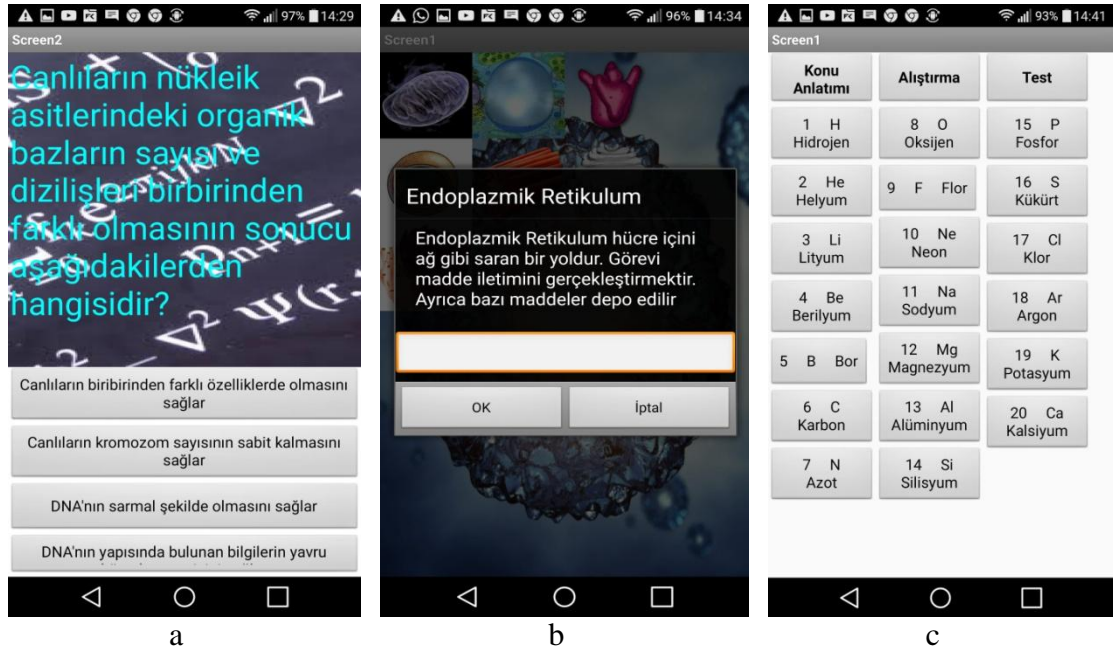 97% 14:29
Screen2
Canlıların nükleik
asitlerindeki organik
bazların sayısı ve
dizilişleri birbirinden
farklı olmasının sonucu
aşağıdakilerden
hangisidir?
Canlıların biribirinden farklı özelliklerde olmasını
sağlar
Canlıların kromozom sayısının sabit kalmasını
sağlar
DNA'nın sarmal şekilde olmasını sağlar
DNA'nın yapısında bulunan bilgilerin yavru
a
96% 14:34
Screen1
Endoplazmik Retikulum
Endoplazmik Retikulum hücre içini
ağ gibi saran bir yoldur. Görevi
madde iletimini gerçekleştirmektir.
Ayrıca bazı maddeler depo edilir
OK İptal
b
93% 14:41
Screen1
Konu
Anlatımı
Alıştırma
Test
1 H
Hidrojen
8 O
Oksijen
15 P
Fosfor
2 He
Helyum
9 F Flor
16 S
Kükürt
3 Li
Lityum
10 Ne
Neon
17 Cl
Klor
4 Be
Berilyum
11 Na
Sodyum
18 Ar
Argon
5 B Bor
12 Mg
Magnezyum
19 K
Potasyum
6 C
Karbon
13 Al
Alüminyum
20 Ca
Kalsiyum
7 N
Azot
14 Si
Silisyum
c